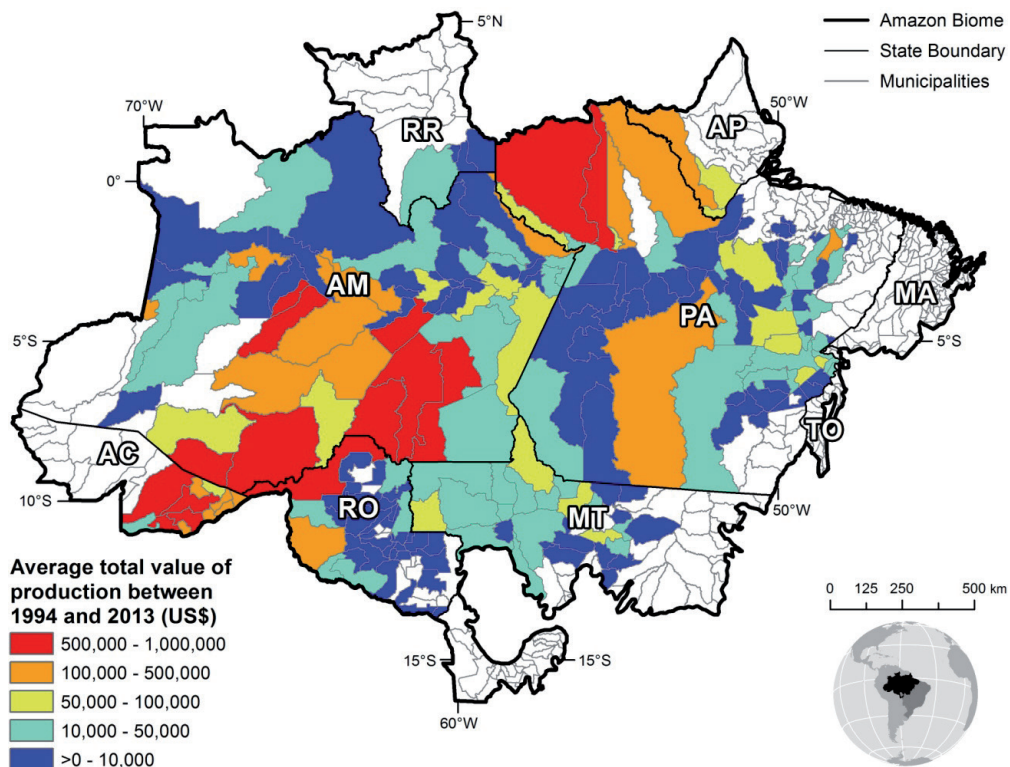 5°N
Amazon Biome
State Boundary
Municipalities
70°W
50°W
RR
AP
0°
AM
PA
MA
5°S
5°S
AC
TO
10°S
50°W
RO
MT
Average total value of
production between
1994 and 2013 (US$)
500,000 - 1,000,000
100,000 - 500,000
50,000 - 100,000
10,000 - 50,000
>0 - 10.000
0 125 250 500 km
15°S
15°S
60°W